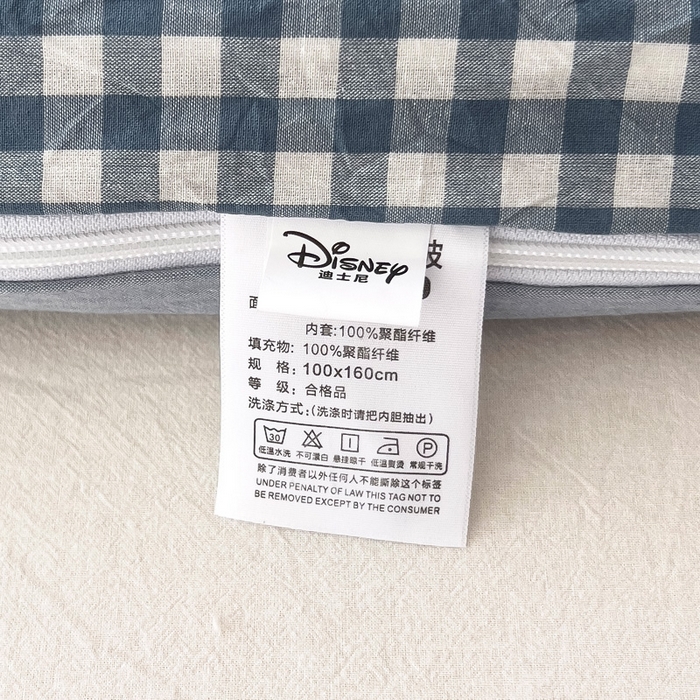 Disney
迪士尼
内套:100%聚酯纤维
填充物: 100%聚酯纤维
规 格: 100x160cm
等 级: 合格品
洗涤方式:(洗涤时请把内胆抽出)
30 P
低温水洗 不可漂白 悬挂晾干 低温熨烫 常规干洗
除了消费者以外任何人不能撕除这个标签
UNDER PENALTY OF LAW THIS TAG NOT TO
BE REMOVED EXCEPT BY THE CONSUMER